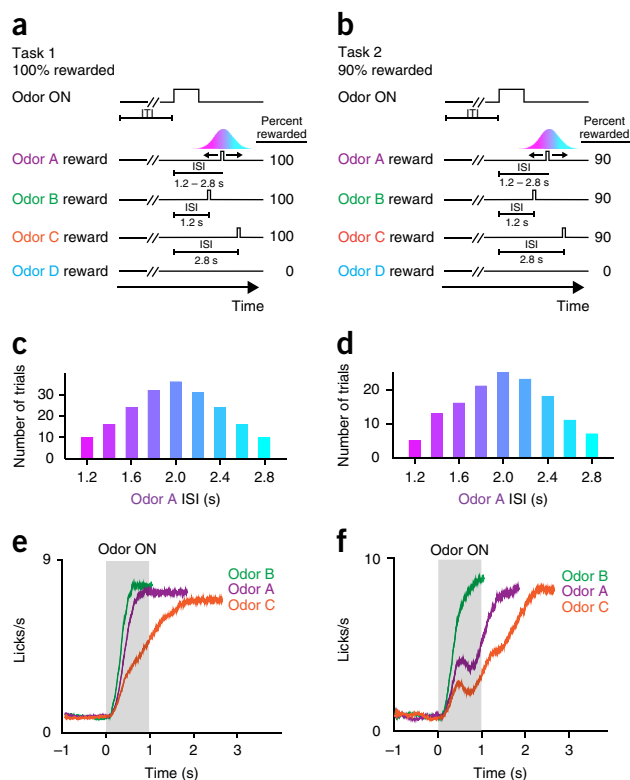 a
Task 1
100% rewarded
Odor ON
ITI
Percent
rewarded
Odor A reward
100
ISI
1.2 – 2.8 s
Odor B reward
100
ISI
1.2 s
Odor C reward
100
ISI
2.8 s
Odor D reward
0
Time
b
Task 2
90% rewarded
Odor ON
ITI
Percent
rewarded
Odor A reward
90
ISI
1.2 – 2.8 s
Odor B reward
90
ISI
1.2 s
Odor C reward
90
ISI
2.8 s
Odor D reward
0
Time
c
Number of trials
30
20
10
0
1.2 1.6 2.0 2.4 2.8
Odor A ISI (s)
d
Number of trials
20
10
0
1.2 1.6 2.0 2.4 2.8
Odor A ISI (s)
e
Odor ON
9
Odor B
Odor A
Odor C
Licks/s
0
–1 0 1 2 3
Time (s)
f
Odor ON
10
Odor B
Odor A
Odor C
Licks/s
0
–1 0 1 2 3
Time (s)